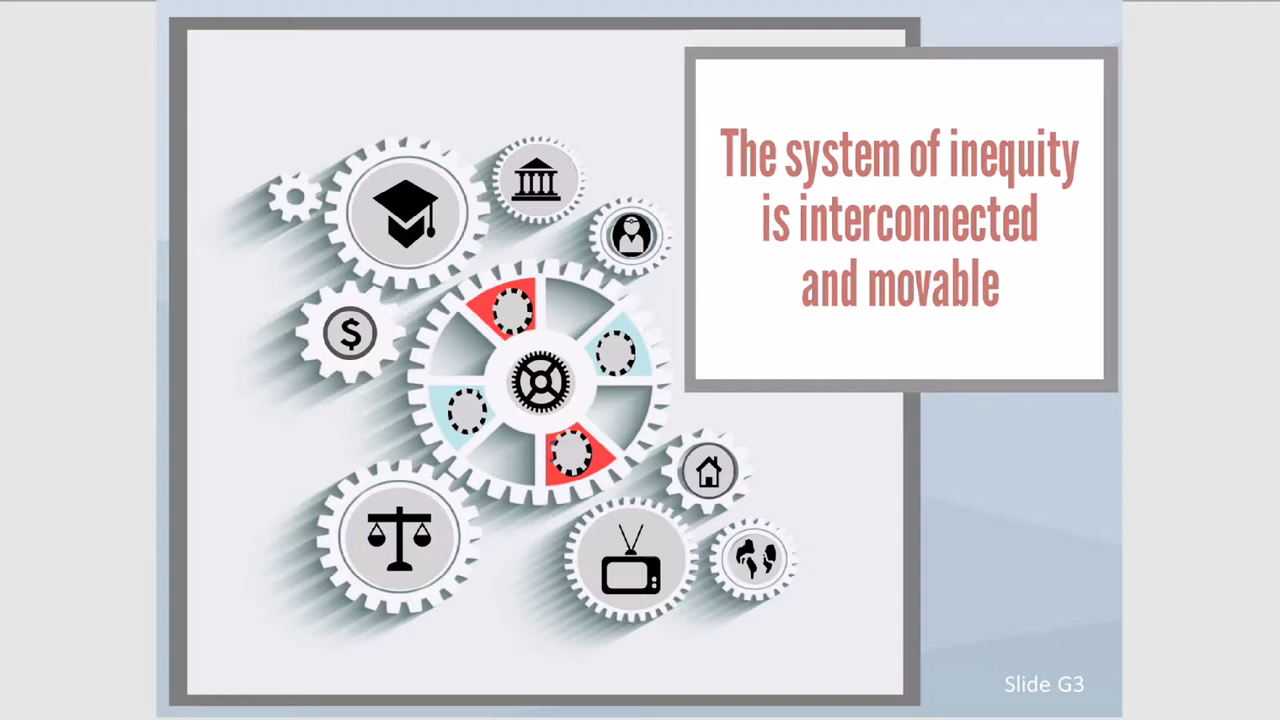 The system of inequity
is interconnected
and movable
$
Slide G3